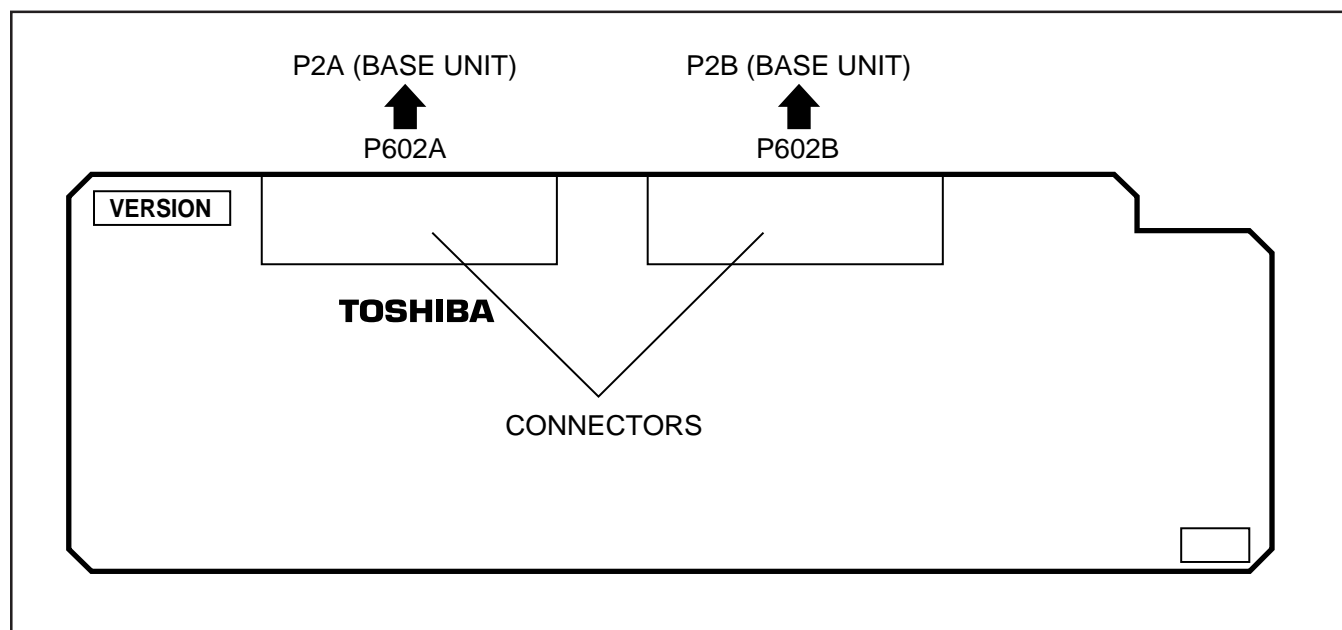 P2A (BASE UNIT) P2B (BASE UNIT)
P602A P602B
VERSION
TOSHIBA
CONNECTORS